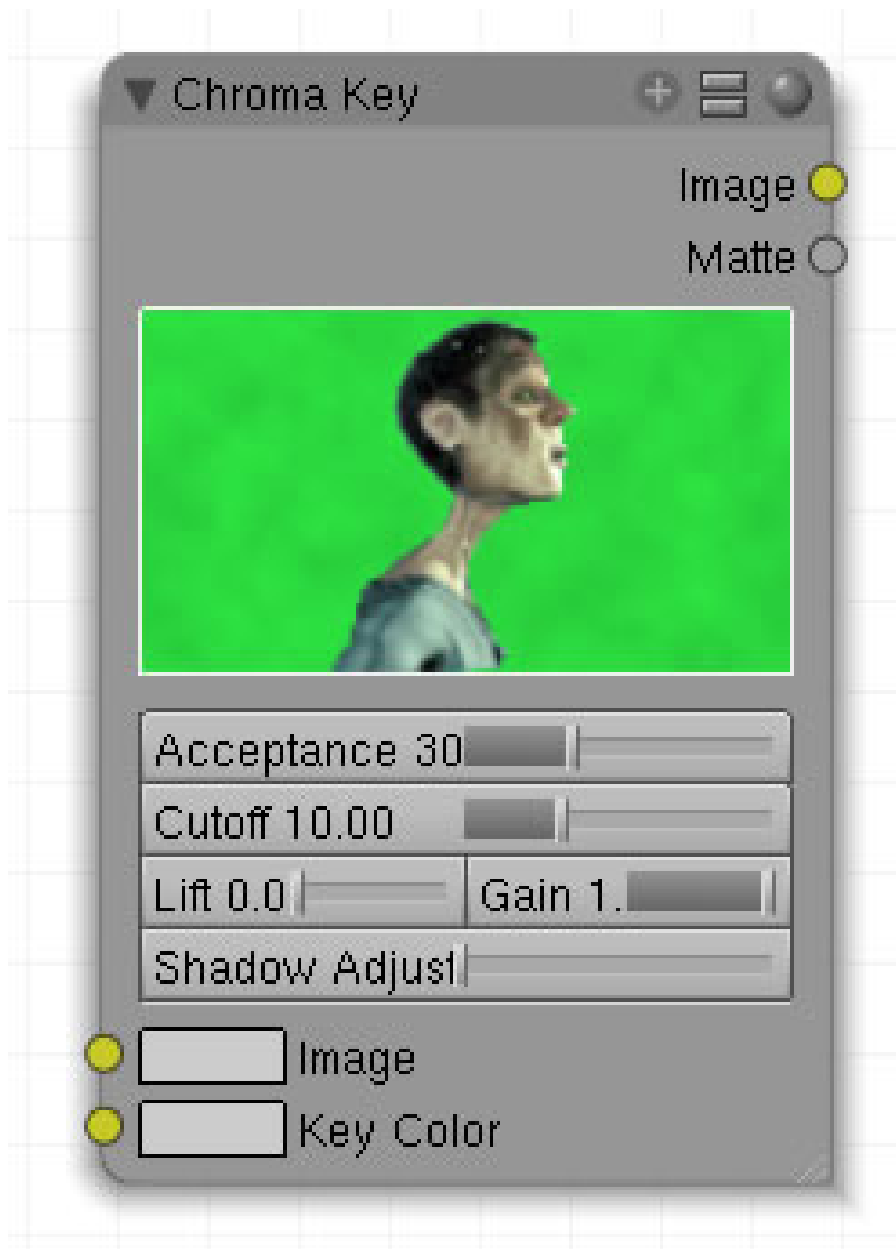 Chroma Key
Image
Matte
Acceptance 30
Cutoff 10.00
Lift 0.0
Gain 1.
Shadow Adjust
Image
Key Color